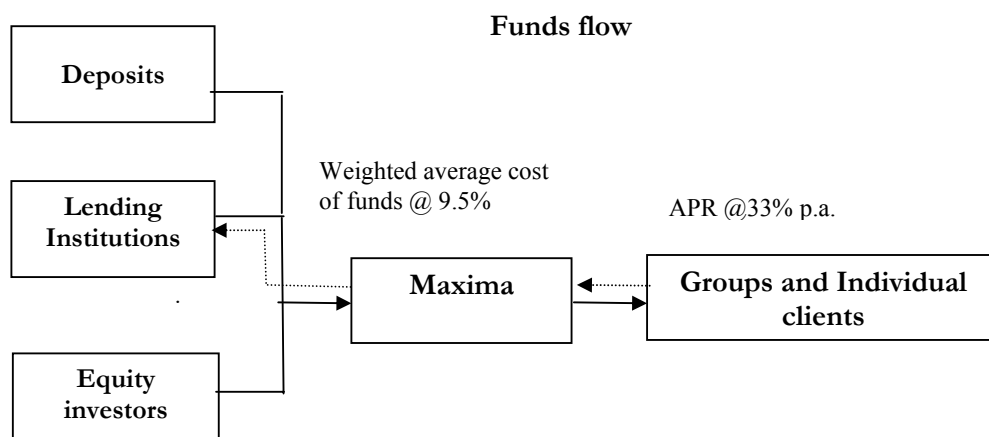 Funds flow
Deposits
Weighted average cost
of funds @ 9.5%
Lending
Institutions
APR @33% p.a.
Maxima
Groups and Individual
clients
Equity
investors